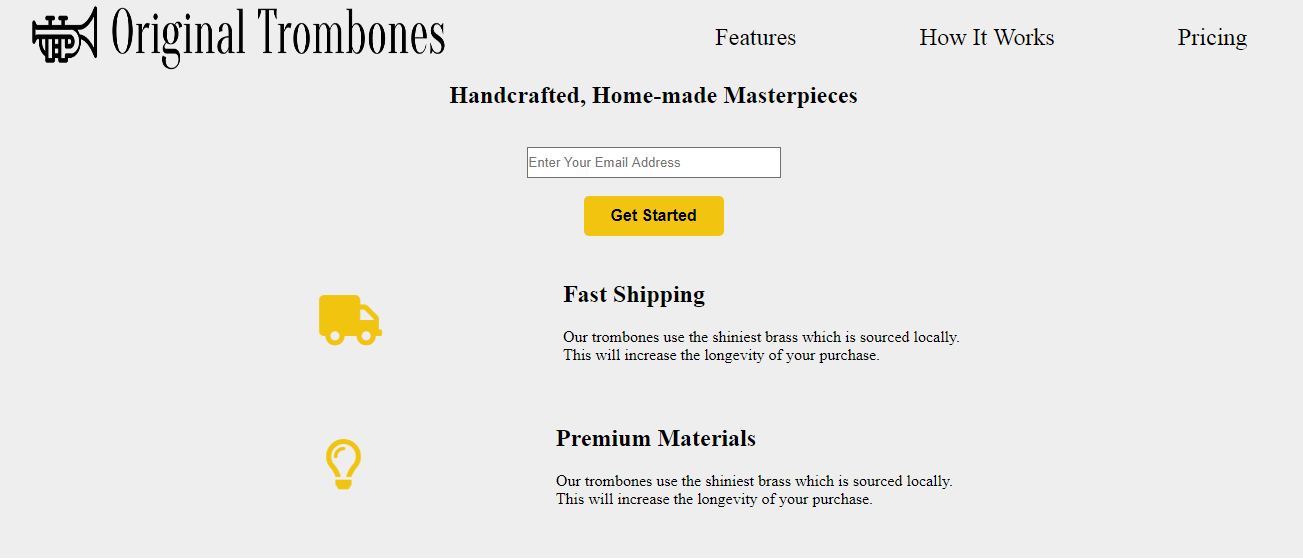 Original Trombones
Features
How It Works
Pricing
Handcrafted, Home-made Masterpieces
Enter Your Email Address
Get Started
Fast Shipping
Our trombones use the shiniest brass which is sourced locally.
This will increase the longevity of your purchase.
Premium Materials
Our trombones use the shiniest brass which is sourced locally.
This will increase the longevity of your purchase.